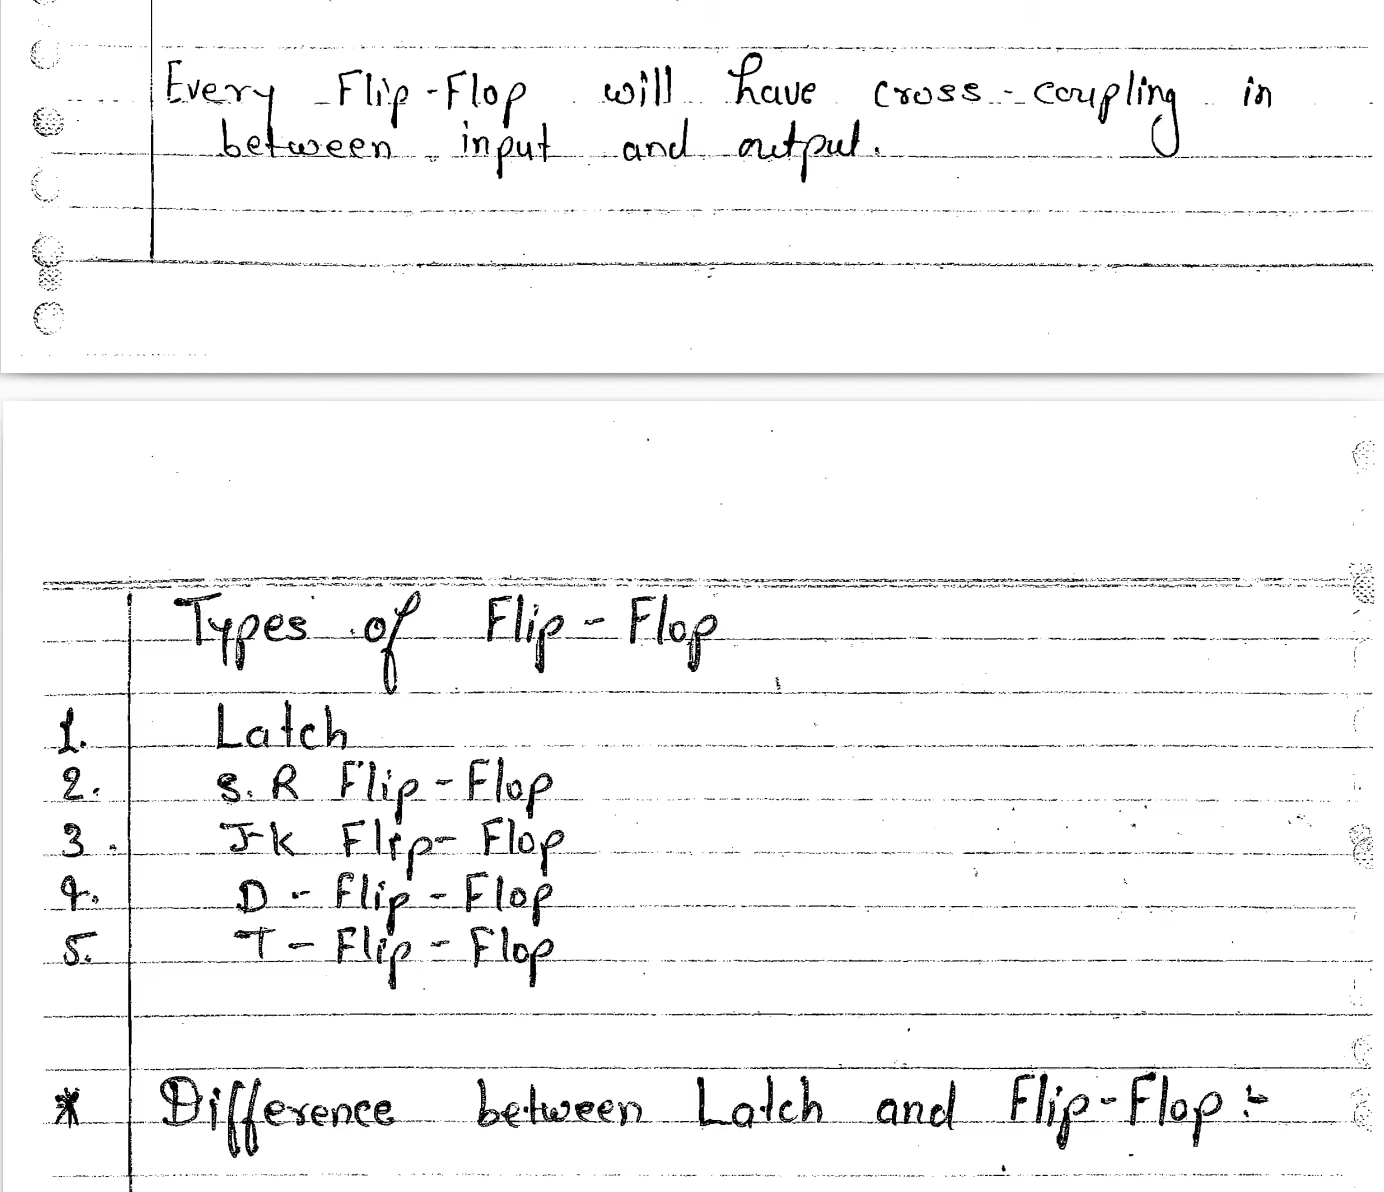 Every Flip-Flop will have cross-coupling in
between input and output.
Types of Flip-Flop
1. Latch
2. S.R Flip-Flop
3. J-K Flip-Flop
4. D-Flip-Flop
5. T-Flip-Flop
* Difference between Latch and Flip-Flop :-